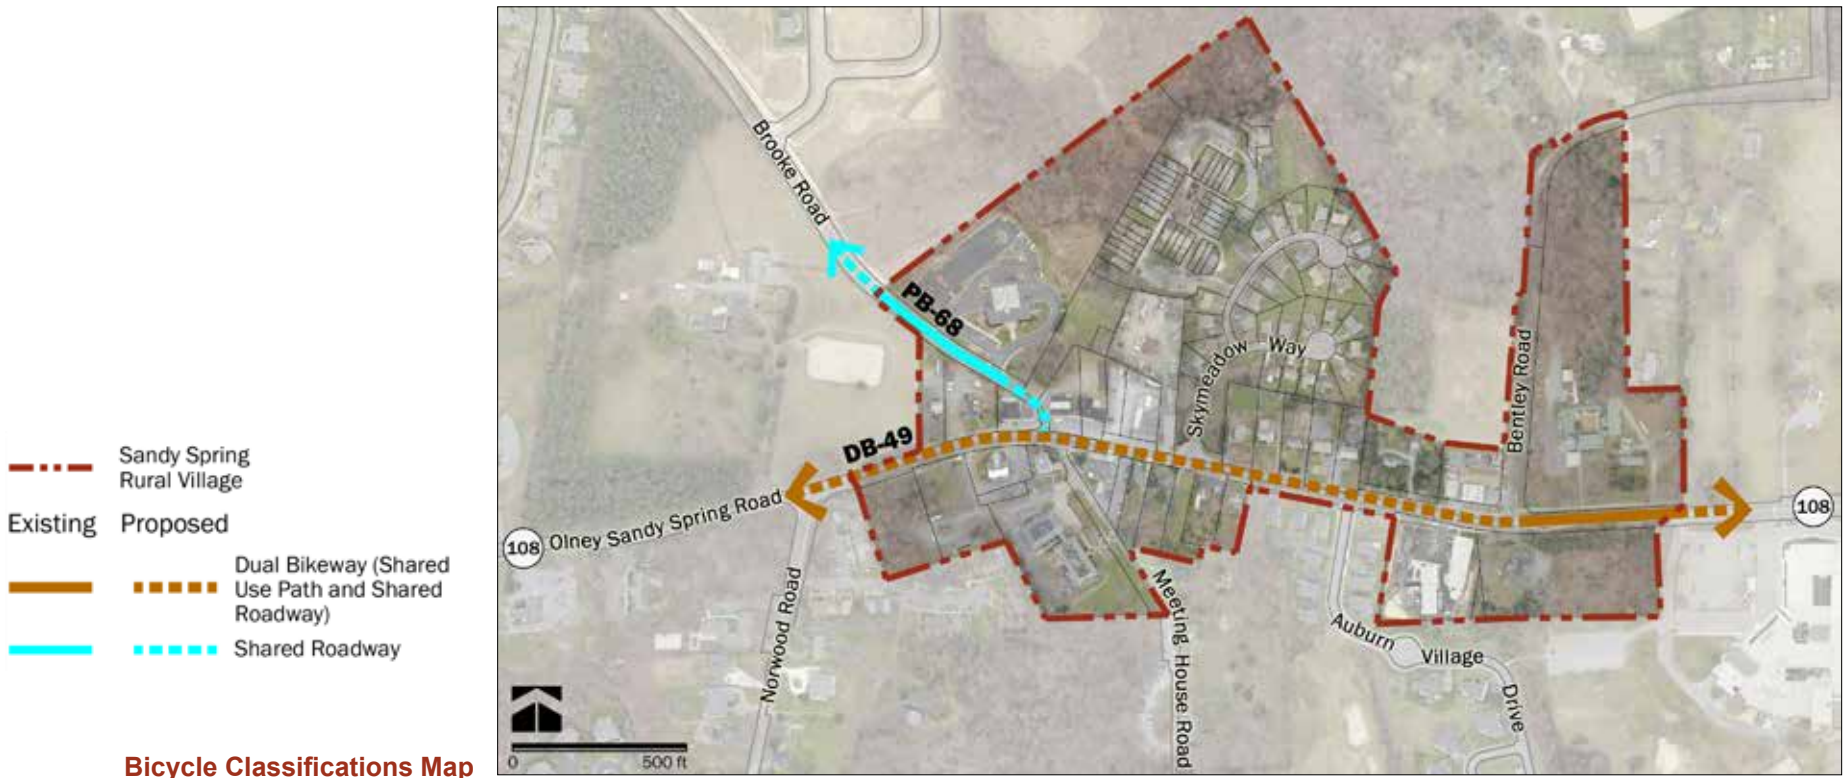 Sandy Spring
Rural Village
Existing Proposed
Dual Bikeway (Shared
Use Path and Shared
Roadway)
Shared Roadway
Bicycle Classifications Map
Brooke Road
PB-68
DB-49
Skymeadow Way
Bentley Road
108
Olney Sandy Spring Road
108
Norwood Road
Meeting House Road
Auburn Village Drive
0 500 ft